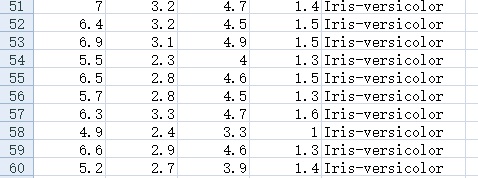 51 7 3.2 4.7 1.4 Iris-versicolor
52 6.4 3.2 4.5 1.5 Iris-versicolor
53 6.9 3.1 4.9 1.5 Iris-versicolor
54 5.5 2.3 4 1.3 Iris-versicolor
55 6.5 2.8 4.6 1.5 Iris-versicolor
56 5.7 2.8 4.5 1.3 Iris-versicolor
57 6.3 3.3 4.7 1.6 Iris-versicolor
58 4.9 2.4 3.3 1 Iris-versicolor
59 6.6 2.9 4.6 1.3 Iris-versicolor
60 5.2 2.7 3.9 1.4 Iris-versicolor